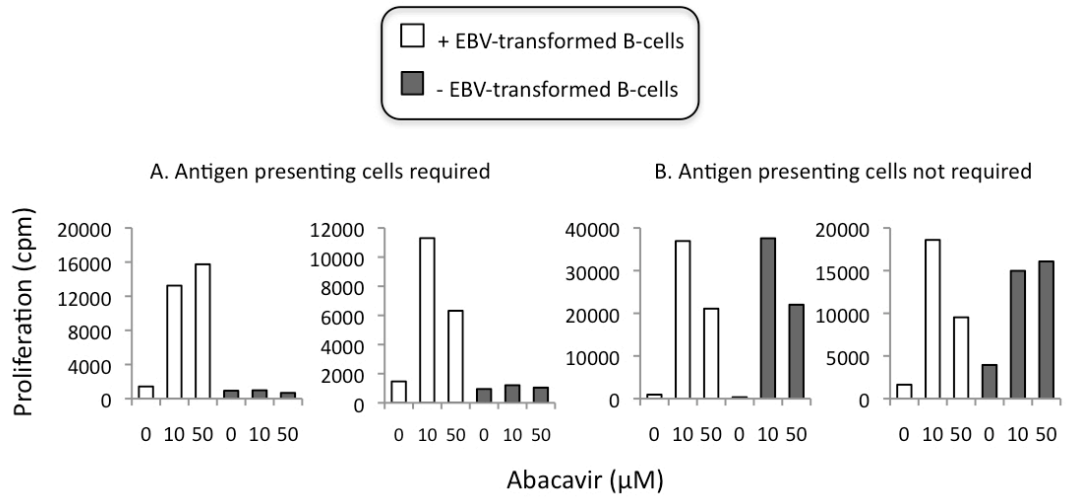 + EBV-transformed B-cells
- EBV-transformed B-cells
A. Antigen presenting cells required
B. Antigen presenting cells not required
Proliferation (cpm)
20000
16000
12000
8000
4000
0
0 10 50 0 10 50
12000
10000
8000
6000
4000
2000
0
0 10 50 0 10 50
40000
30000
20000
10000
0
0 10 50 0 10 50
20000
15000
10000
5000
0
0 10 50 0 10 50
Abacavir (μM)